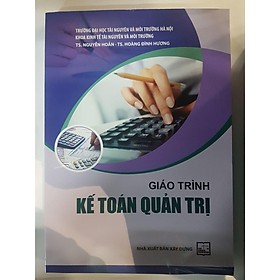 TRƯỜNG ĐẠI HỌC TÀI NGUYÊN VÀ MÔI TRƯỜNG HÀ NỘI
KHOA KINH TẾ TÀI NGUYÊN VÀ MÔI TRƯỜNG
TS. NGUYỄN HOẢN - TS. HOÀNG ĐÌNH HƯƠNG
GIÁO TRÌNH
KẾ TOÁN QUẢN TRỊ
NHÀ XUẤT BẢN XÂY DỰNG